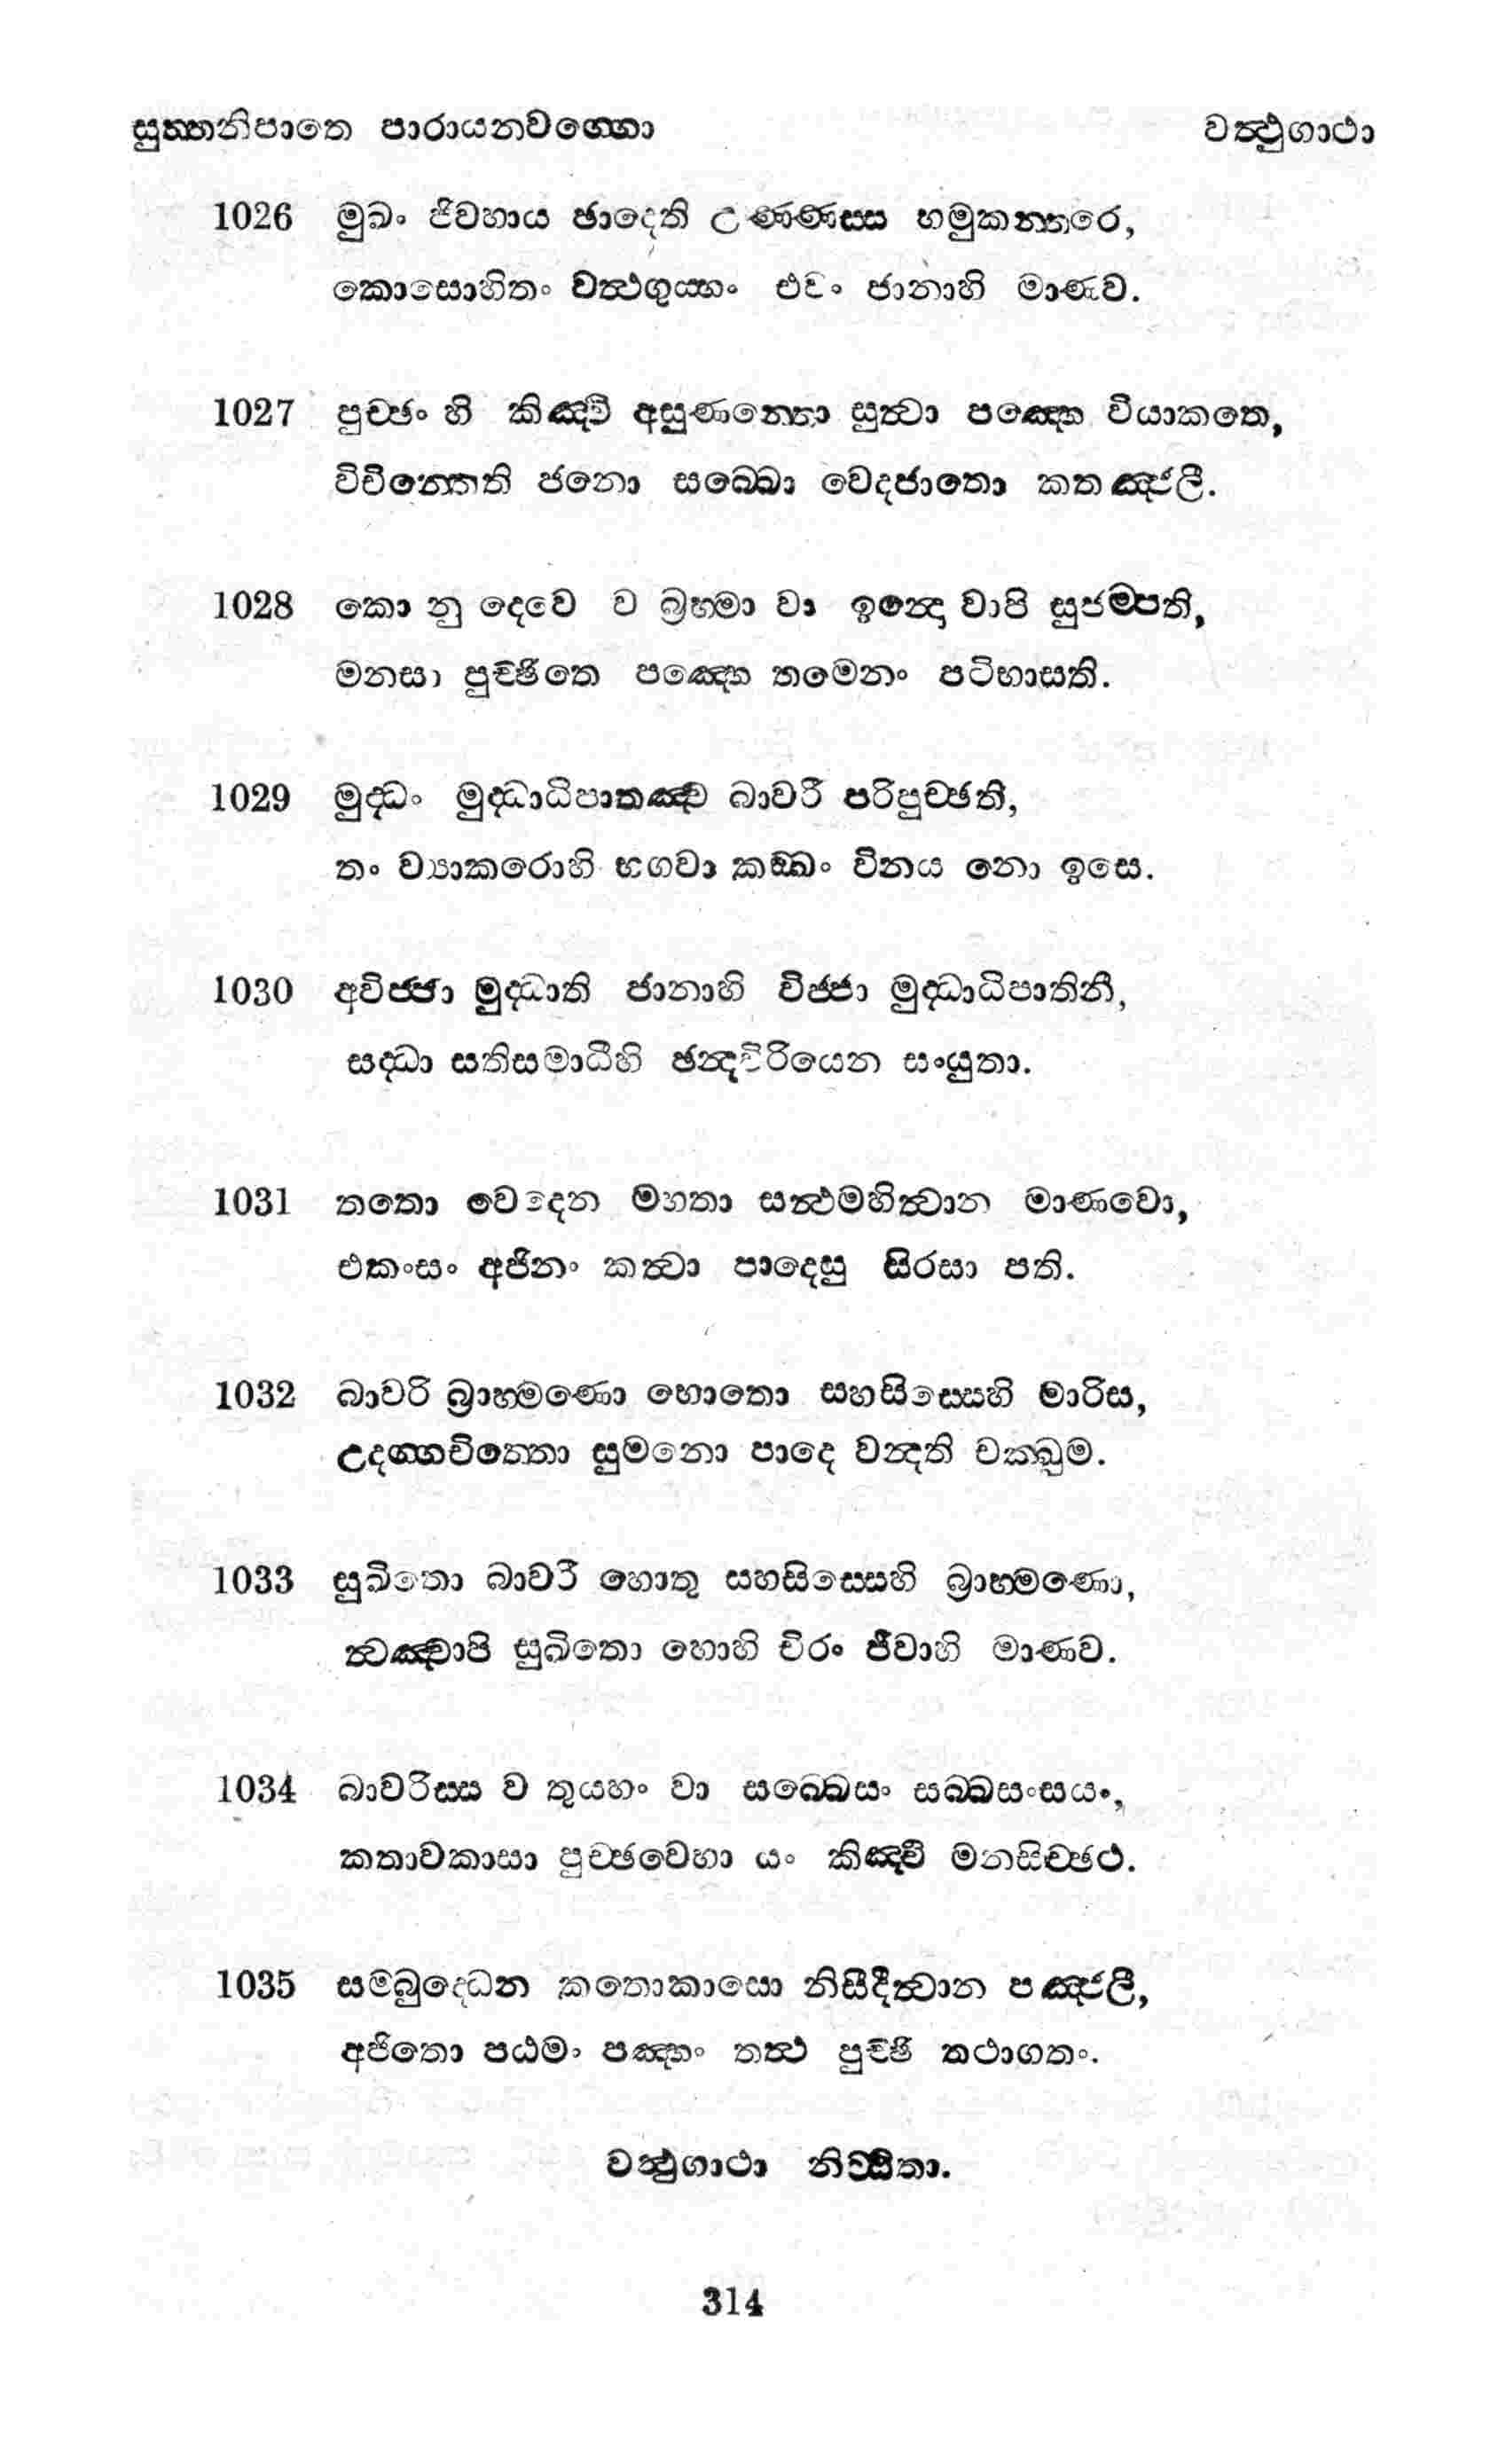 සුත්තනිපාතෙ පාරායනවග්ගො වත්ථුගාථා
1026 මුඛං ජිව්හාය ඡාදෙති උණ්ණස්ස භමුකන්තරෙ,
කොසොහිතං වත්ථගුය්හං එවං ජානාහි මාණව.
1027 පුච්ඡං හි කිඤ්චි අසුණන්තො සුත්වා පඤ්හෙ වියාකතෙ,
විචින්තෙති ජනො සබ්බො වෙදජාතො කතඤ්ජලී.
1028 කො නු දෙවෙ ව බ්‍රහ්මා වා ඉන්දො වාපි සුජම්පති,
මනසා පුච්ඡිතෙ පඤ්හෙ තමෙනං පටිභාසති.
1029 මුද්ධං මුද්ධාධිපාතඤ්ච බාවරී පරිපුච්ඡති,
තං ව්‍යාකරොහි භගවා කඞ්ඛං විනය නො ඉසෙ.
1030 අවිජ්ජා මුද්ධාති ජානාහි විජ්ජා මුද්ධාධිපාතිනී,
සද්ධා සතිසමාධීහි ඡන්දවිරියෙන සංයුතා.
1031 තතො වෙදෙන මහතා සන්ථම්හිත්වාන මාණවො,
එකංසං අජිනං කත්වා පාදෙසු සිරසා පති.
1032 බාවරි බ්‍රාහ්මණො භොතො සහසිස්සෙහි මාරිස,
උදග්ගචිත්තො සුමනො පාදෙ වන්දති චක්ඛුම.
1033 සුඛිතො බාවරී හොතු සහසිස්සෙහි බ්‍රාහ්මණො,
ත්වඤ්චාපි සුඛිතො හොහි චිරං ජීවාහි මාණව.
1034 බාවරිස්ස ව තුය්හං වා සබ්බෙසං සබ්බසංසයං,
කතාවකාසා පුච්ඡව්හො යං කිඤ්චි මනසිච්ඡථ.
1035 සම්බුද්ධෙන කතොකාසො නිසීදිත්වාන පඤ්ජලී,
අජිතො පඨමං පඤ්හං තත්ථ පුච්ඡි තථාගතං.
වත්ථුගාථා නිට්ඨිතා.
314